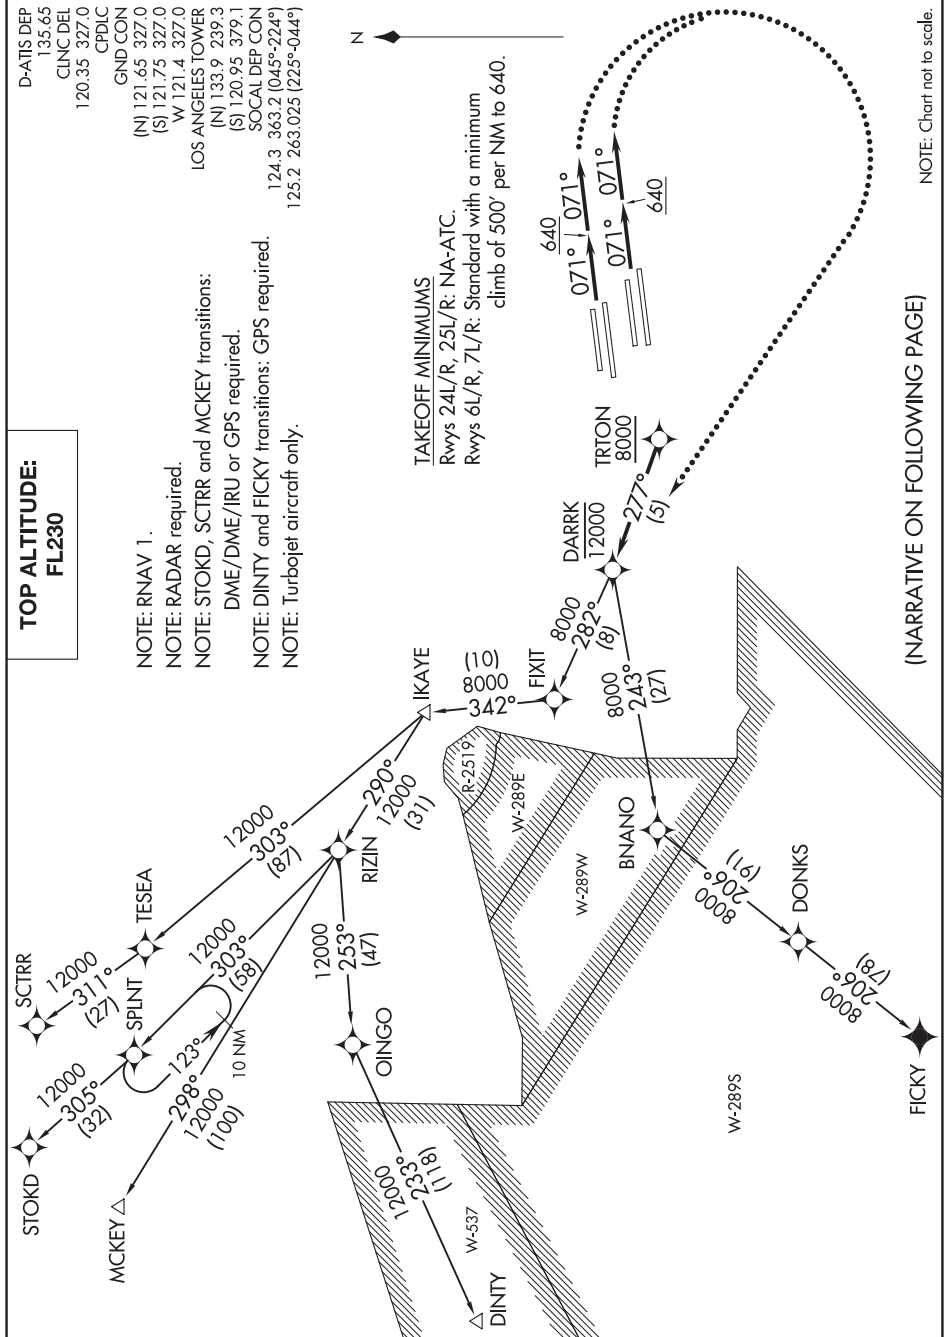 TOP ALTITUDE:
FL230
D-ATIS DEP
135.65
CLNC DEL
120.35 327.0
CPDLC
GND CON
(N) 121.65 327.0
(S) 121.75 327.0
W 121.4 327.0
LOS ANGELES TOWER
(N) 133.9 239.3
(S) 120.95 379.1
SOCAL DEP CON
124.3 363.2 (045°-224°)
125.2 263.025 (225°-044°)
NOTE: RNAV 1.
NOTE: RADAR required.
NOTE: STOKD, SCTRR and MCKEY transitions:
DME/DME/IRU or GPS required.
NOTE: DINTY and FICKY transitions: GPS required.
NOTE: Turbojet aircraft only.
N
TAKEOFF MINIMUMS
Rwys 24L/R, 25L/R: NA-ATC.
Rwys 6L/R, 7L/R: Standard with a minimum
climb of 500' per NM to 640.
STOKD
12000
305°
(32)
SCTRR
12000
311°
(27)
SPLNT
TESEA
12000
303°
(87)
12000
303°
(58)
123°
10 NM
MCKEY
298°
12000
(100)
RIZIN
290°
12000
(31)
IKAYE
(10)
8000
342°
FIXIT
8000
282°
(8)
DARRK
12000
277°
(5)
TRTON
8000
640
071°
071°
071°
071°
640
12000
253°
(47)
OINGO
12000
233°
(118)
DINTY
W-537
R-2519
W-289E
W-289W
W-289S
8000
243°
(27)
BNANO
206°
8000
(91)
DONKS
206°
8000
(78)
FICKY
(NARRATIVE ON FOLLOWING PAGE)
NOTE: Chart not to scale.